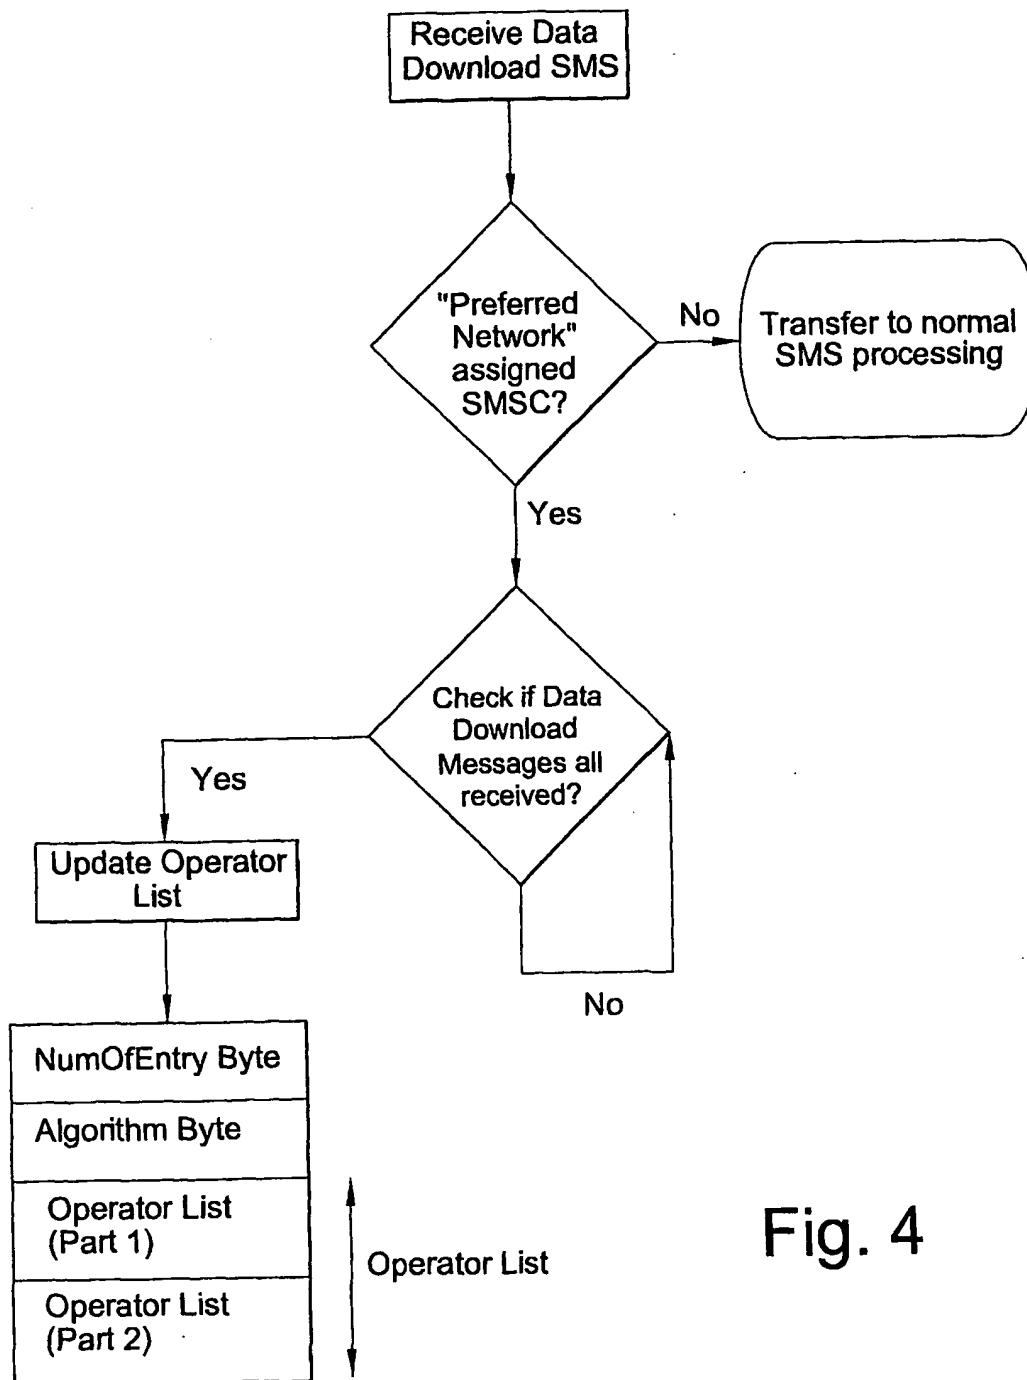 Receive Data
Download SMS
"Preferred
Network"
assigned
SMSC?
No
Transfer to normal
SMS processing
Yes
Check if Data
Download
Messages all
received?
Yes
No
Update Operator
List
NumOfEntry Byte
Algorithm Byte
Operator List
(Part 1)
Operator List
(Part 2)
Operator List
Fig. 4